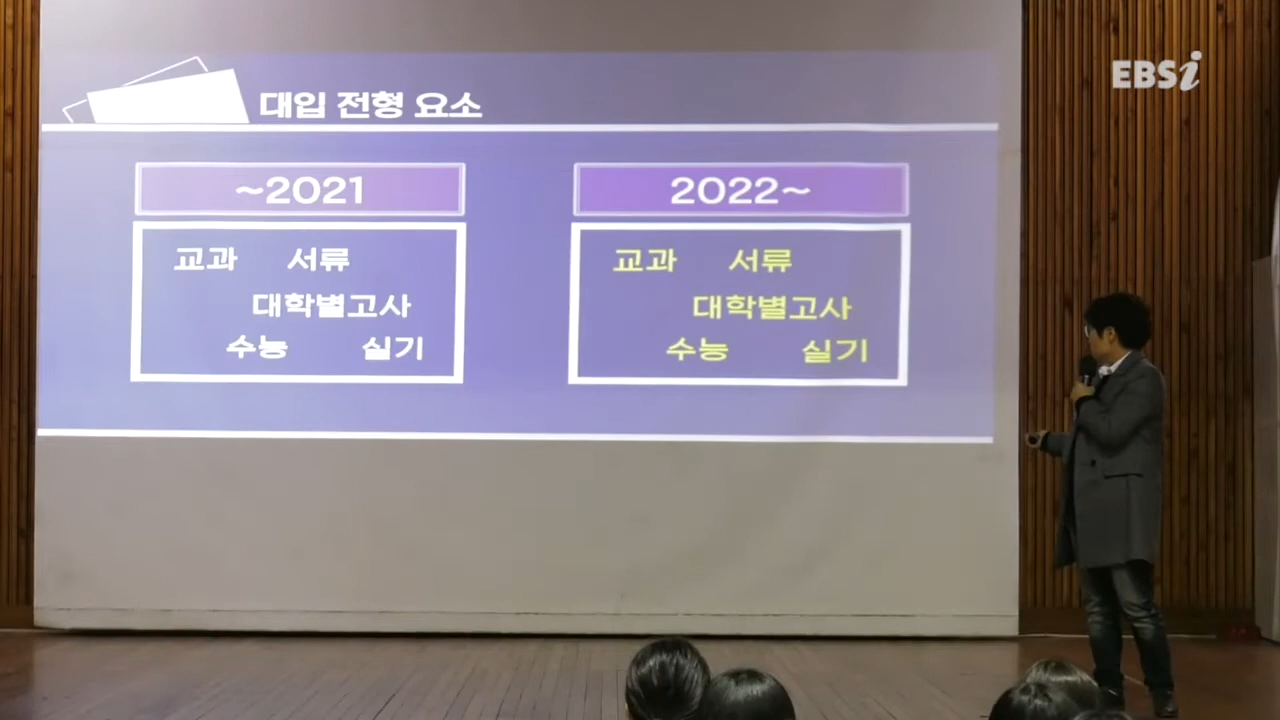 EBSi
대입 전형 요소
~2021
교과 서류
대학별고사
수능 실기
2022~
교과 서류
대학별고사
수능 실기